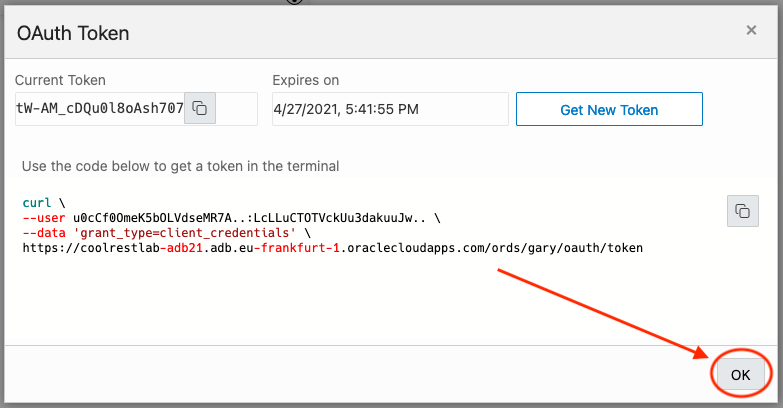 OAuth Token
Current Token
Expires on
tW-AM_cDQu0l8oAsh707
4/27/2021, 5:41:55 PM
Get New Token
Use the code below to get a token in the terminal
curl \
--user u0cCf0OmeK5bOLVdseMR7A..:LcLLuCTOTVckUu3dakuuJw.. \
--data 'grant_type=client_credentials' \
https://coolrestlab-adb21.adb.eu-frankfurt-1.oraclecloudapps.com/ords/gary/oauth/token
OK